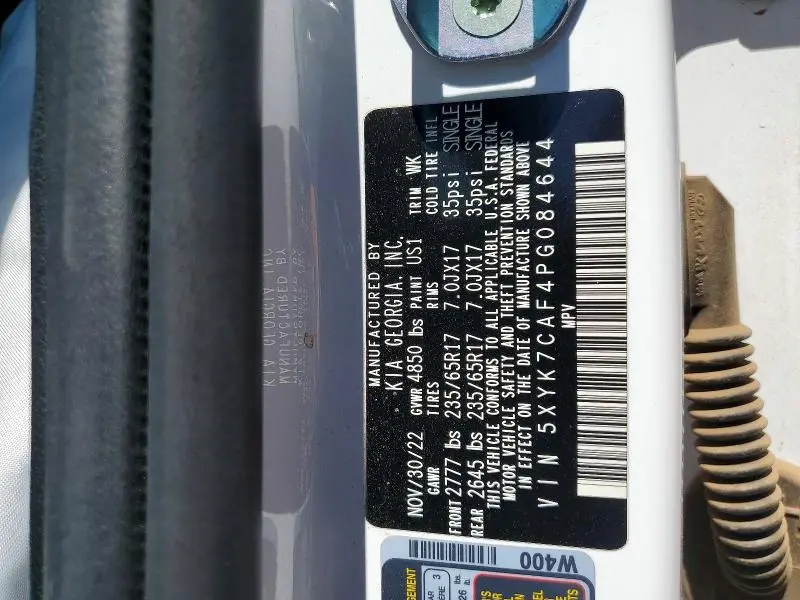 MANUFACTURED BY
KIA GEORGIA, INC.
NOV/30/22 GVWR 4850 lbs PAINT US1 TRIM WK
GAWR TIRES RIMS COLD TIRE INFL
FRONT 2777 lbs 235/65R17 7.0JX17 35psi SINGLE
REAR 2645 lbs 235/65R17 7.0JX17 35psi SINGLE
THIS VEHICLE CONFORMS TO ALL APPLICABLE U.S.A. FEDERAL
MOTOR VEHICLE SAFETY AND THEFT PREVENTION STANDARDS
IN EFFECT ON THE DATE OF MANUFACTURE SHOWN ABOVE
VIN 5XYK7CAF4PG084644
MPV
W400